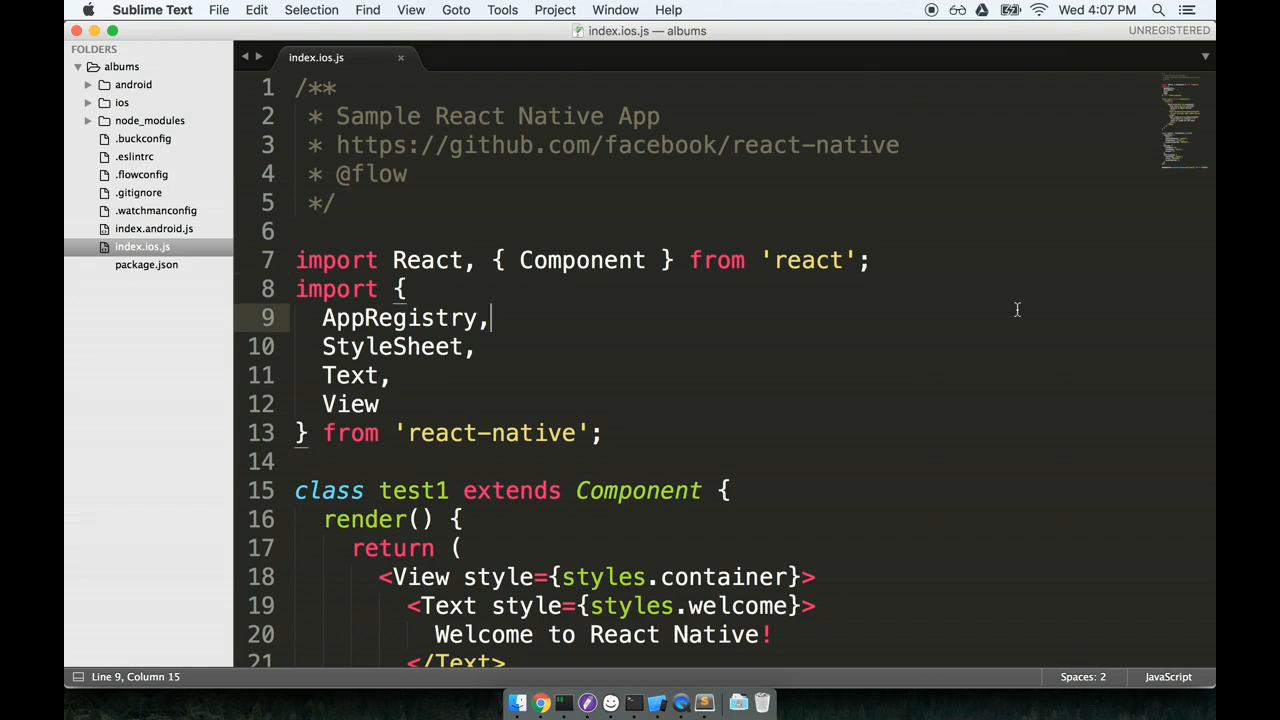 Sublime Text File Edit Selection Find View Goto Tools Project Window Help Wed 4:07 PM
index.ios.js — albums UNREGISTERED
FOLDERS
albums
android
ios
node_modules
.buckconfig
.eslintrc
.flowconfig
.gitignore
.watchmanconfig
index.android.js
index.ios.js
package.json
index.ios.js
1 /**
2 * Sample React Native App
3 * https://github.com/facebook/react-native
4 * @flow
5 */
6
7 import React, { Component } from 'react';
8 import {
9 AppRegistry,
10 StyleSheet,
11 Text,
12 View
13 } from 'react-native';
14
15 class test1 extends Component {
16 render() {
17 return (
18 <View style={styles.container}>
19 <Text style={styles.welcome}>
20 Welcome to React Native!
21 </Text>
Line 9, Column 15 Spaces: 2 JavaScript